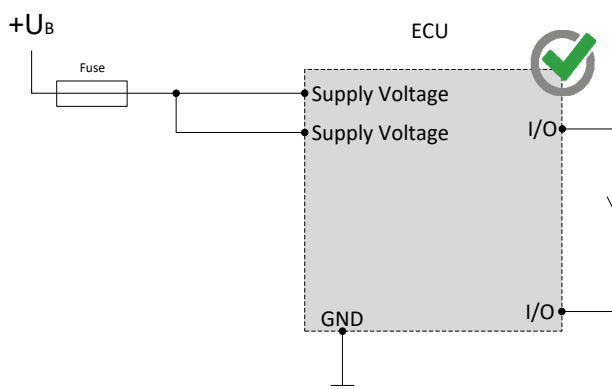 +UB
ECU
Fuse
Supply Voltage
Supply Voltage
I/O
I/O
GND